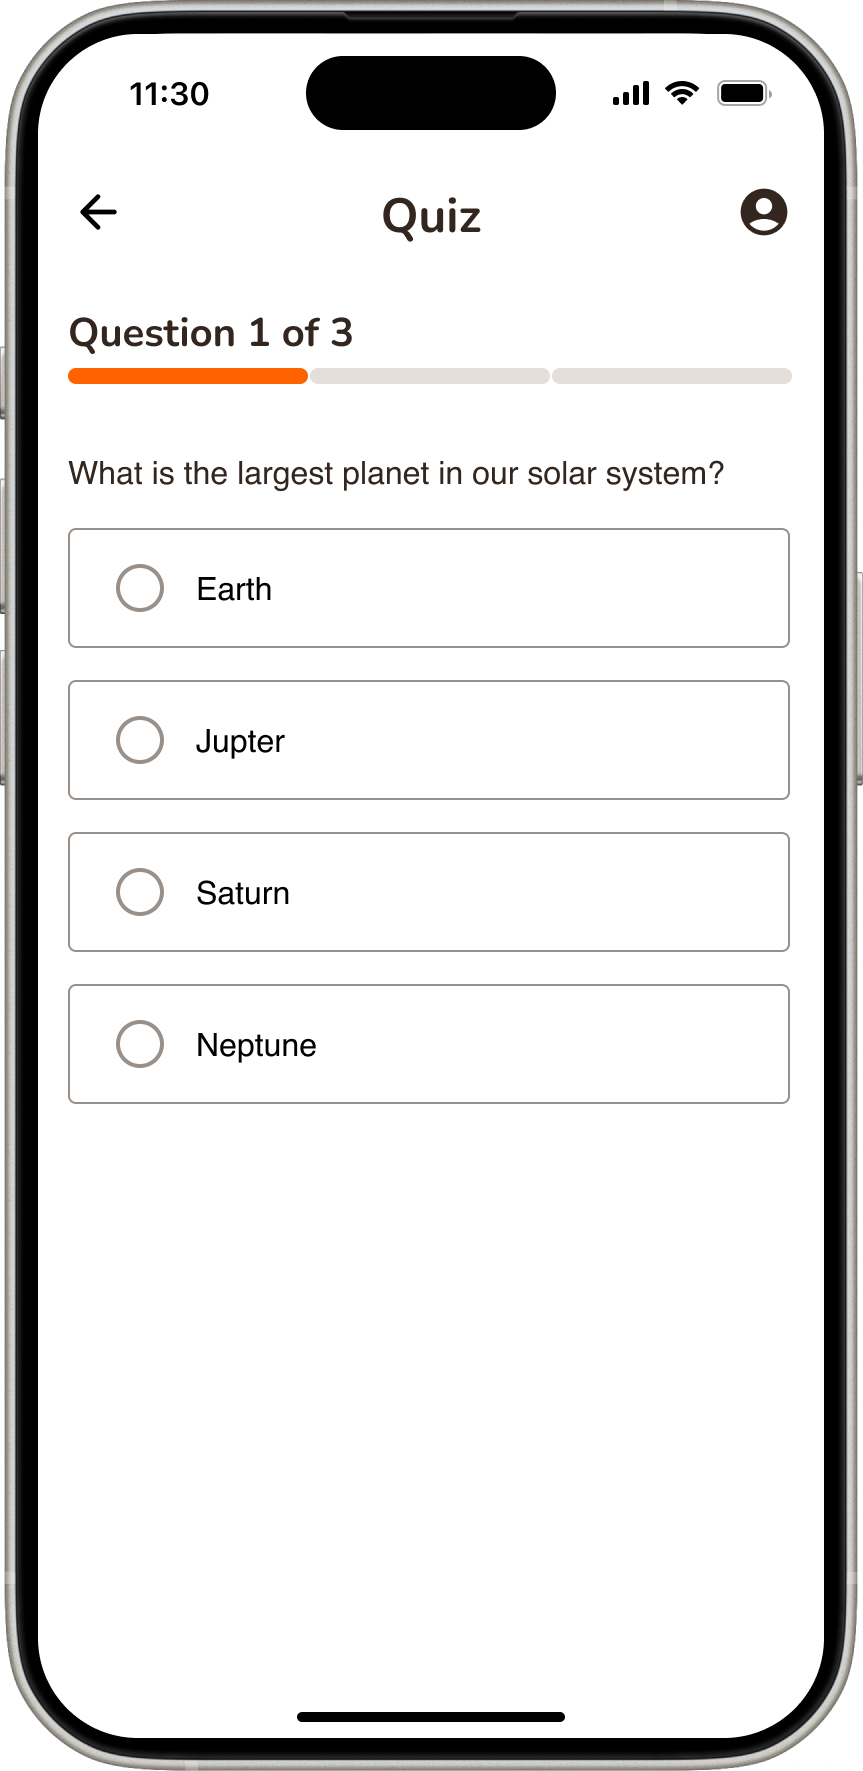 11:30
Quiz
Question 1 of 3
What is the largest planet in our solar system?
Earth
Jupter
Saturn
Neptune